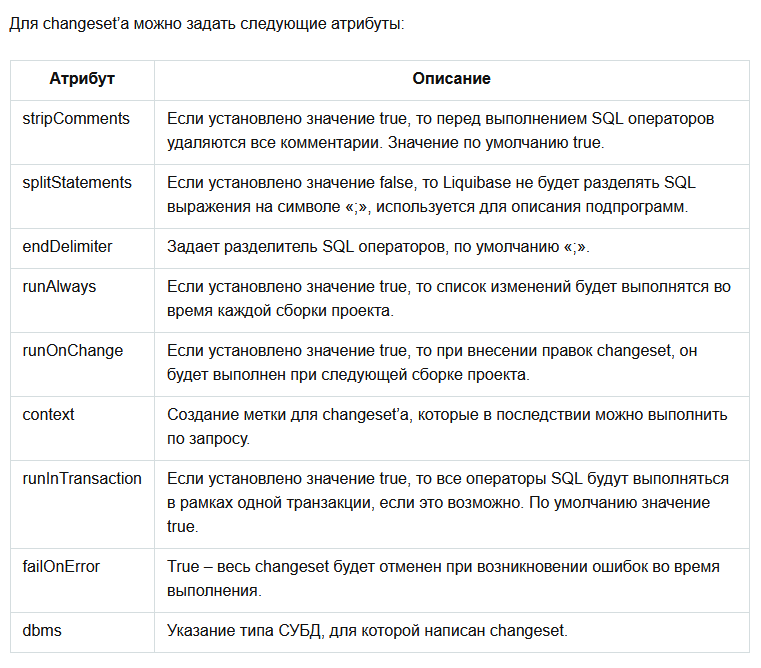 Для changeset’а можно задать следующие атрибуты:
Атрибут Описание
stripComments Если установлено значение true, то перед выполнением SQL операторов
удаляются все комментарии. Значение по умолчанию true.
splitStatements Если установлено значение false, то Liquibase не будет разделять SQL
выражения на символе «;», используется для описания подпрограмм.
endDelimiter Задает разделитель SQL операторов, по умолчанию «;».
runAlways Если установлено значение true, то список изменений будет выполнятся во
время каждой сборки проекта.
runOnChange Если установлено значение true, то при внесении правок changeset, он
будет выполнен при следующей сборке проекта.
context Создание метки для changeset’а, которые в последствии можно выполнить
по запросу.
runInTransaction Если установлено значение true, то все операторы SQL будут выполняться
в рамках одной транзакции, если это возможно. По умолчанию значение
true.
failOnError True – весь changeset будет отменен при возникновении ошибок во время
выполнения.
dbms Указание типа СУБД, для которой написан changeset.